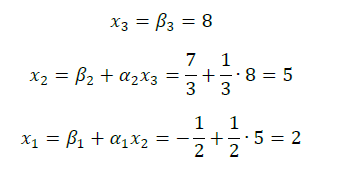 x₃ = β₃ = 8
x₂ = β₂ + α₂x₃ = 7/3 + 1/3 · 8 = 5
x₁ = β₁ + α₁x₂ = −1/2 + 1/2 · 5 = 2